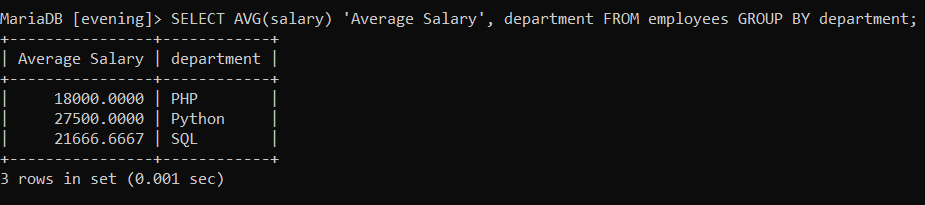 MariaDB [evening]> SELECT AVG(salary) 'Average Salary', department FROM employees GROUP BY department;
+----------------+------------+
| Average Salary | department |
+----------------+------------+
|     18000.0000 | PHP        |
|     27500.0000 | Python     |
|     21666.6667 | SQL        |
+----------------+------------+
3 rows in set (0.001 sec)